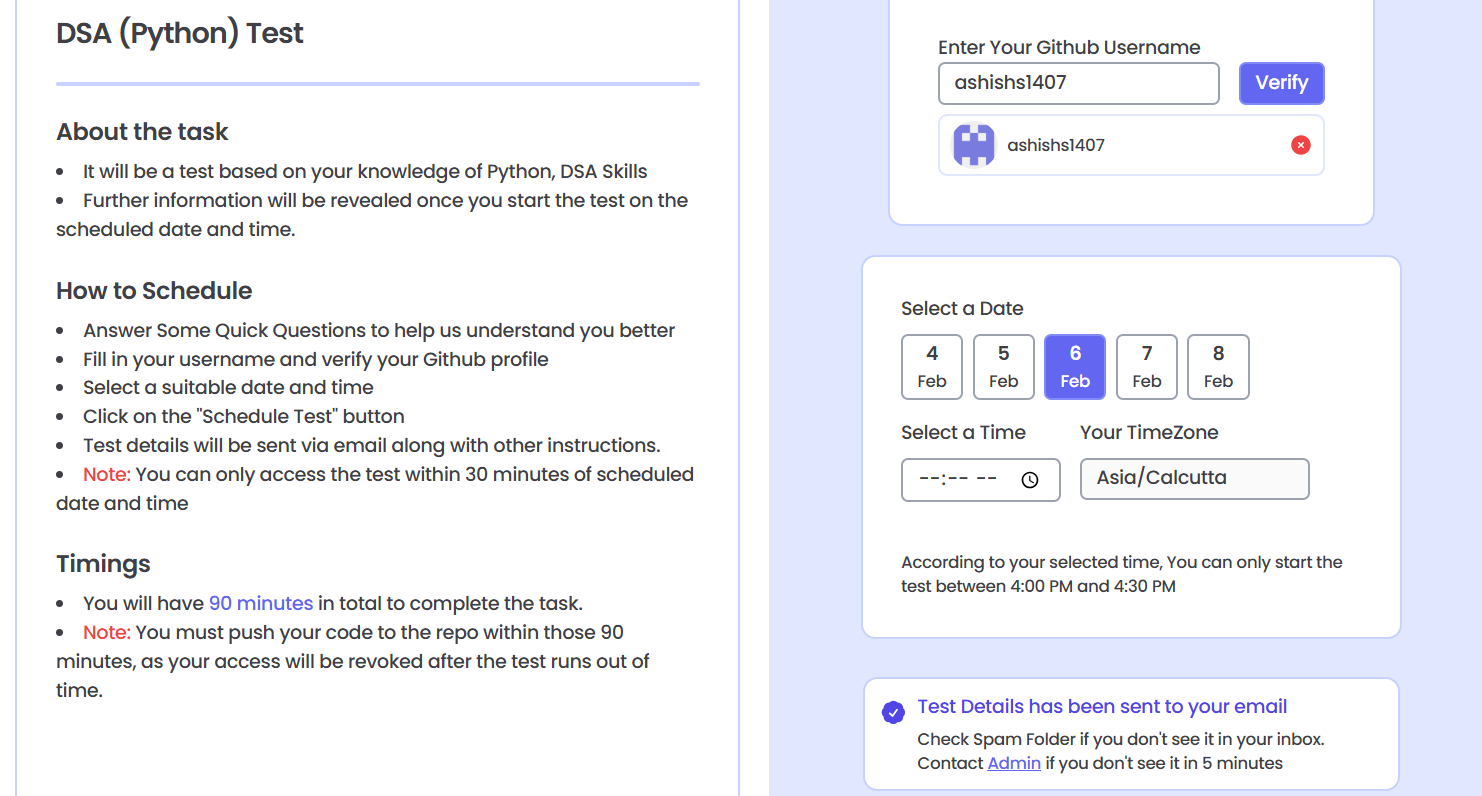 DSA (Python) Test
About the task
• It will be a test based on your knowledge of Python, DSA Skills
• Further information will be revealed once you start the test on the
scheduled date and time.
How to Schedule
• Answer Some Quick Questions to help us understand you better
• Fill in your username and verify your Github profile
• Select a suitable date and time
• Click on the "Schedule Test" button
• Test details will be sent via email along with other instructions.
• Note: You can only access the test within 30 minutes of scheduled
date and time
Timings
• You will have 90 minutes in total to complete the task.
• Note: You must push your code to the repo within those 90
minutes, as your access will be revoked after the test runs out of
time.
Enter Your Github Username
ashishs1407
Verify
ashishs1407
Select a Date
4 5 6 7 8
Feb Feb Feb Feb Feb
Select a Time Your TimeZone
--:-- -- Asia/Calcutta
According to your selected time, You can only start the
test between 4:00 PM and 4:30 PM
Test Details has been sent to your email
Check Spam Folder if you don't see it in your inbox.
Contact Admin if you don't see it in 5 minutes